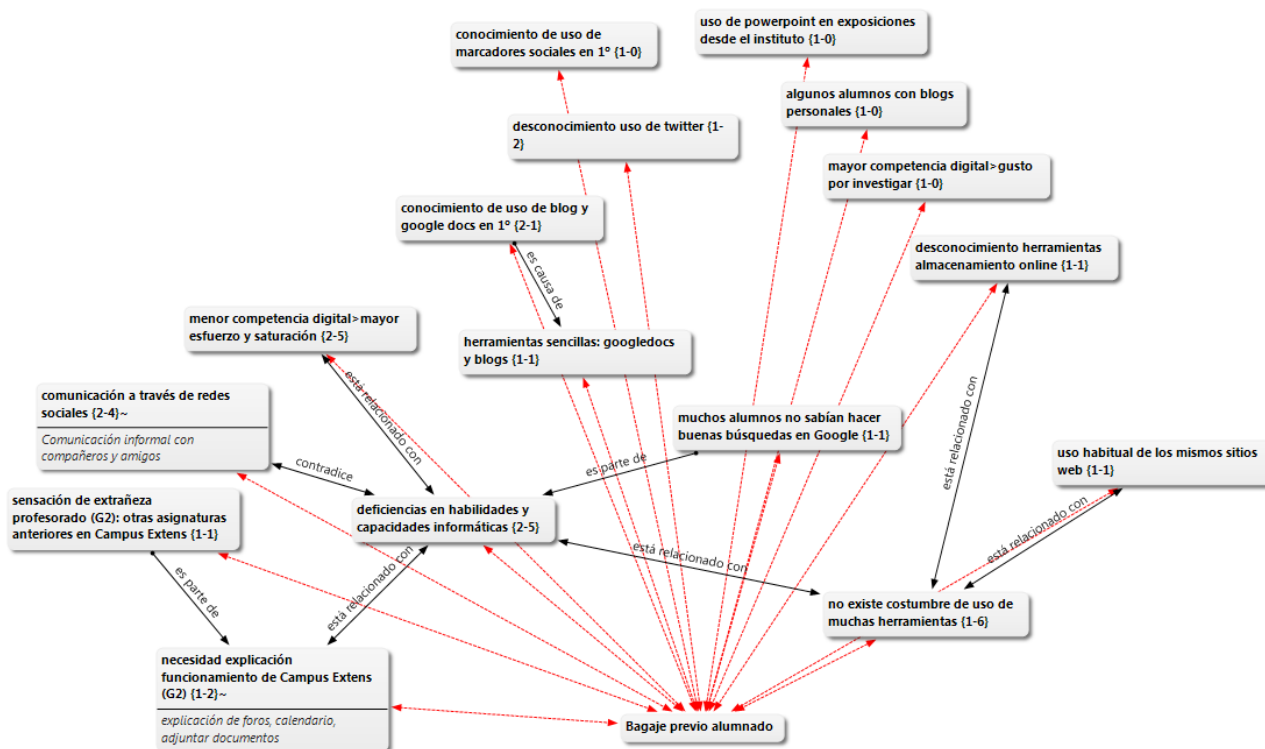 uso de powerpoint en exposiciones
desde el instituto {1-0}
conocimiento de uso de
marcadores sociales en 1º {1-0}
algunos alumnos con blogs
personales {1-0}
desconocimiento uso de twitter {1-
2}
mayor competencia digital>gusto
por investigar {1-0}
conocimiento de uso de blog y
google docs en 1º {2-1}
desconocimiento herramientas
almacenamiento online {1-1}
es causa de
menor competencia digital>mayor
esfuerzo y saturación {2-5}
herramientas sencillas: googledocs
y blogs {1-1}
está relacionado con
comunicación a través de redes
sociales {2-4}~
Comunicación informal con
compañeros y amigos
muchos alumnos no sabían hacer
buenas búsquedas en Google {1-1}
está relacionado con
uso habitual de los mismos sitios
web {1-1}
contradice
es parte de
sensación de extrañeza
profesorado (G2): otras asignaturas
anteriores en Campus Extens {1-1}
deficiencias en habilidades y
capacidades informáticas {2-5}
está relacionado con
está relacionado con
es parte de
está relacionado con
no existe costumbre de uso de
muchas herramientas {1-6}
necesidad explicación
funcionamiento de Campus Extens
(G2) {1-2}~
explicación de foros, calendario,
adjuntar documentos
Bagaje previo alumnado